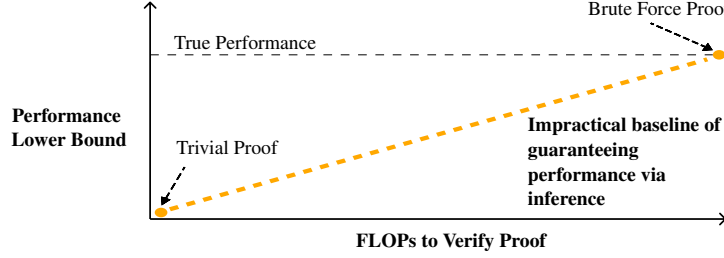 Brute Force Proo
True Performance
Performance
Lower Bound
Trivial Proof
Impractical baseline of
guaranteeing
performance via
inference
FLOPs to Verify Proof